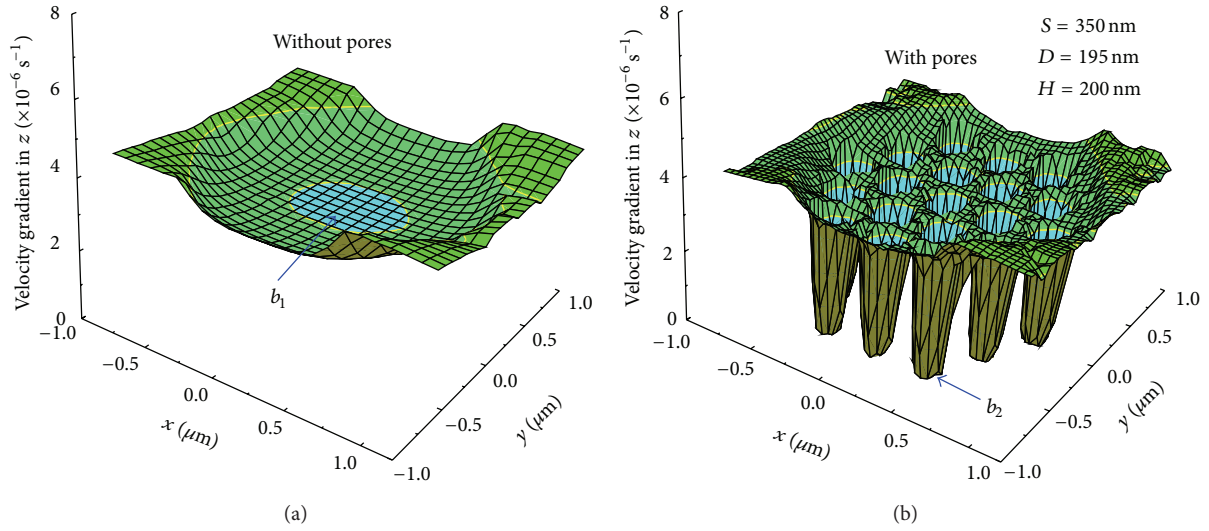 8
6
4
2
0
Velocity gradient in z (×10⁻⁶ s⁻¹)
Without pores
b₁
−1.0
−0.5
0.0
0.5
1.0
x (μm)
−1.0
−0.5
0.0
0.5
1.0
y (μm)
(a)
8
6
4
2
0
Velocity gradient in z (×10⁻⁶ s⁻¹)
With pores
S = 350 nm
D = 195 nm
H = 200 nm
b₂
−1.0
−0.5
0.0
0.5
1.0
x (μm)
−1.0
−0.5
0.0
0.5
1.0
y (μm)
(b)